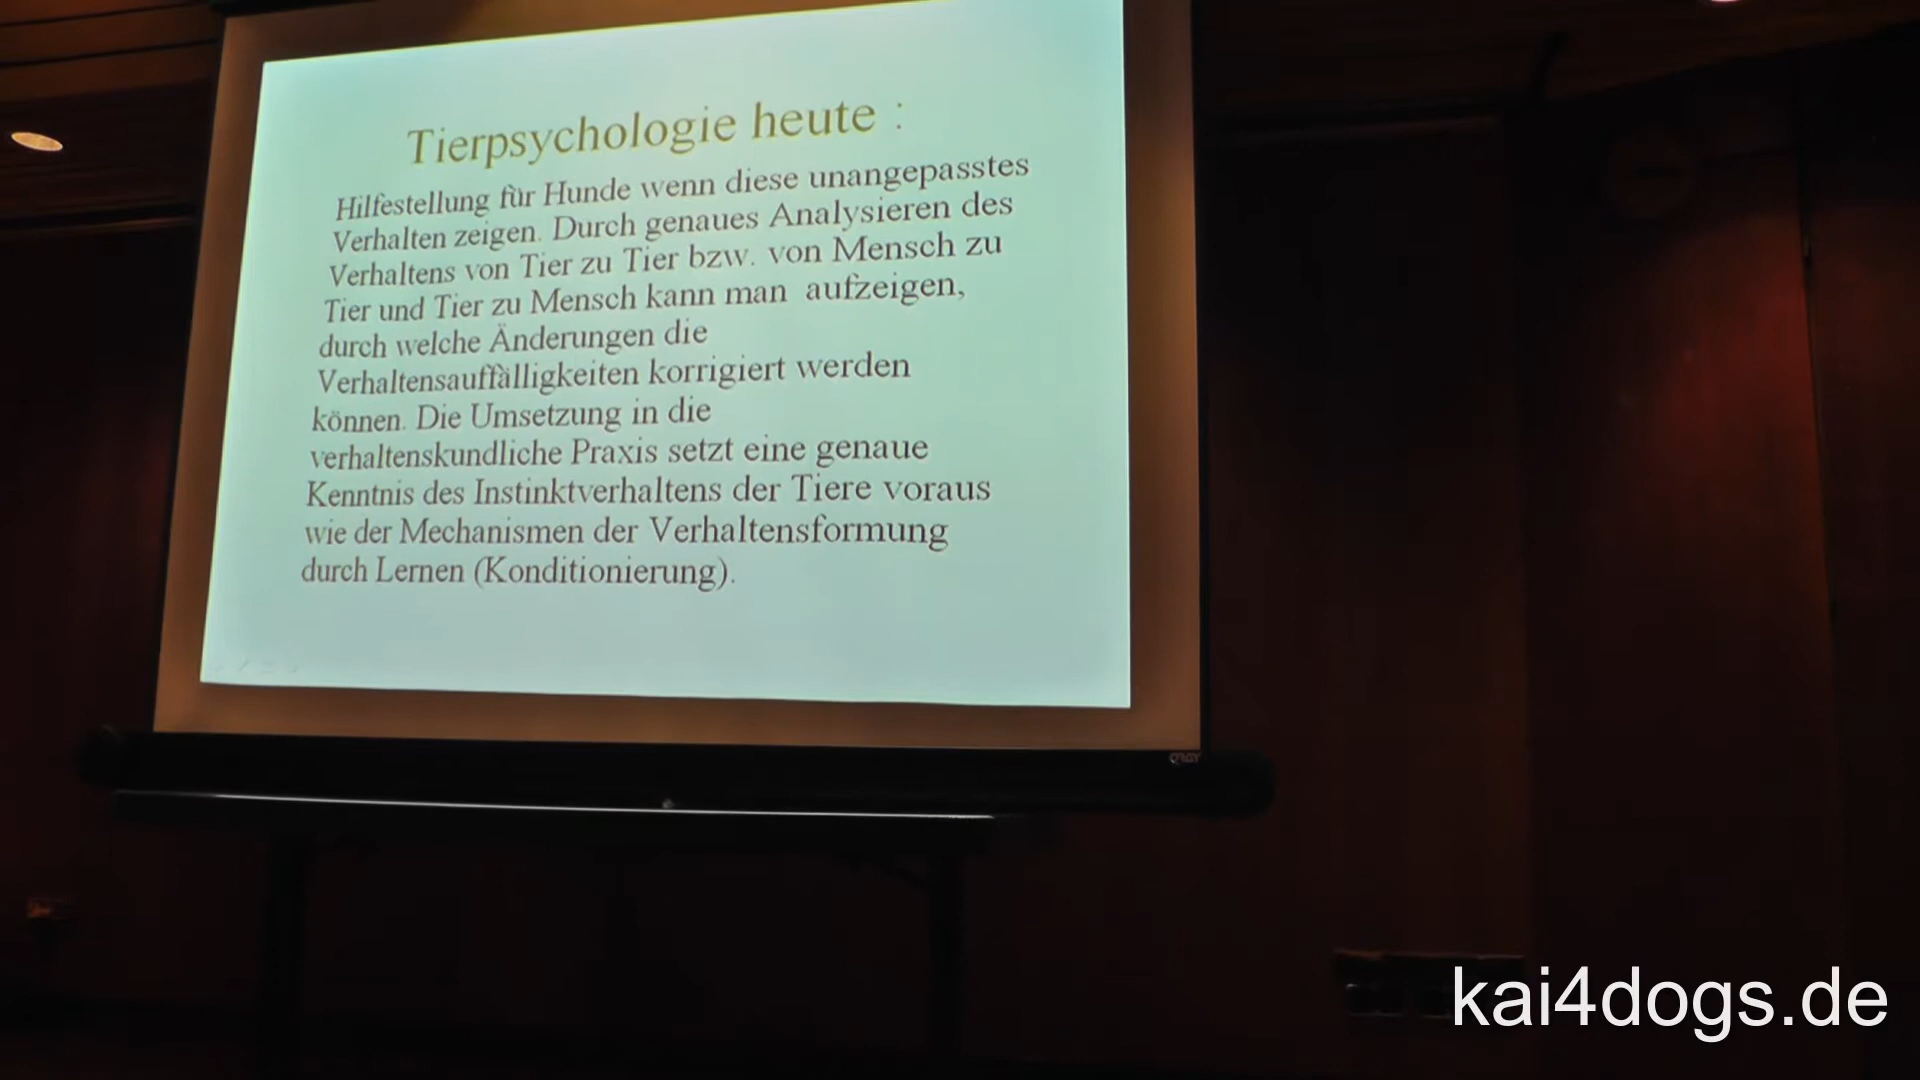 Tierpsychologie heute :
Hilfestellung für Hunde wenn diese unangepasstes
Verhalten zeigen. Durch genaues Analysieren des
Verhaltens von Tier zu Tier bzw. von Mensch zu
Tier und Tier zu Mensch kann man aufzeigen,
durch welche Änderungen die
Verhaltensauffälligkeiten korrigiert werden
können. Die Umsetzung in die
verhaltenskundliche Praxis setzt eine genaue
Kenntnis des Instinktverhaltens der Tiere voraus
wie der Mechanismen der Verhaltensformung
durch Lernen (Konditionierung).
kai4dogs.de